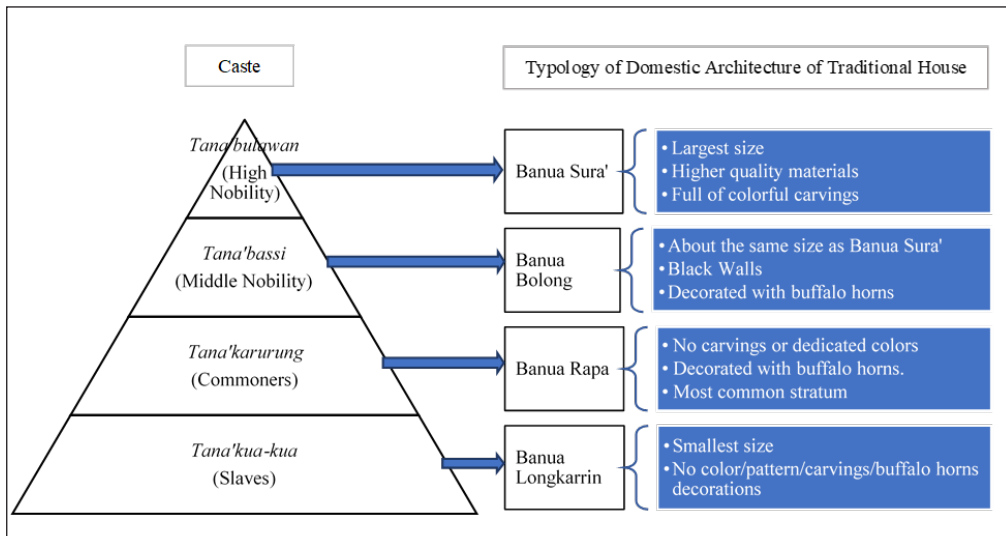 Caste
Typology of Domestic Architecture of Traditional House
Tana'bulawan
(High
Nobility)
Banua Sura'
• Largest size
• Higher quality materials
• Full of colorful carvings
Tana'bassi
(Middle Nobility)
Banua
Bolong
• About the same size as Banua Sura'
• Black Walls
• Decorated with buffalo horns
Tana'karurung
(Commoners)
Banua Rapa
• No carvings or dedicated colors
• Decorated with buffalo horns.
• Most common stratum
Tana'kua-kua
(Slaves)
Banua
Longkarrin
• Smallest size
• No color/pattern/carvings/buffalo horns
decorations